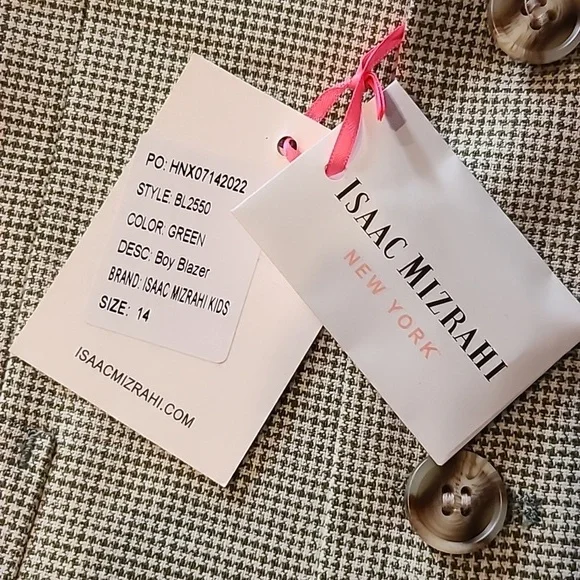 PO: HNX07142022
STYLE: BL2550
COLOR: GREEN
DESC: Boy Blazer
BRAND: ISAAC MIZRAHI KIDS
SIZE: 14
ISAACMIZRAHI.COM
ISAAC MIZRAHI
NEW YORK